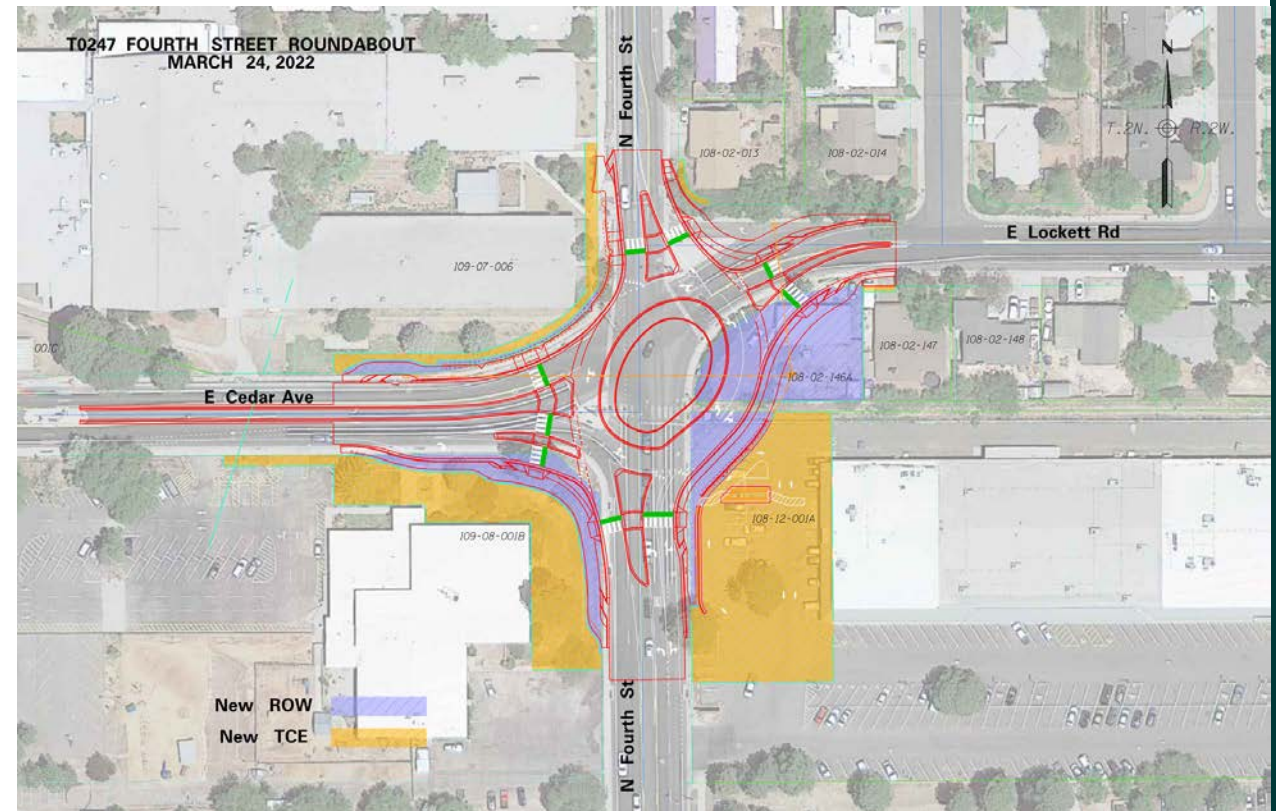 T0247 FOURTH STREET ROUNDABOUT
MARCH 24, 2022
N Fourth St
N
T.2N. R.2W.
108-02-013
108-02-014
E Lockett Rd
109-07-006
001C
108-02-147
108-02-148
108-02-146A
E Cedar Ave
108-12-001A
109-08-001B
New ROW
New TCE
N Fourth St